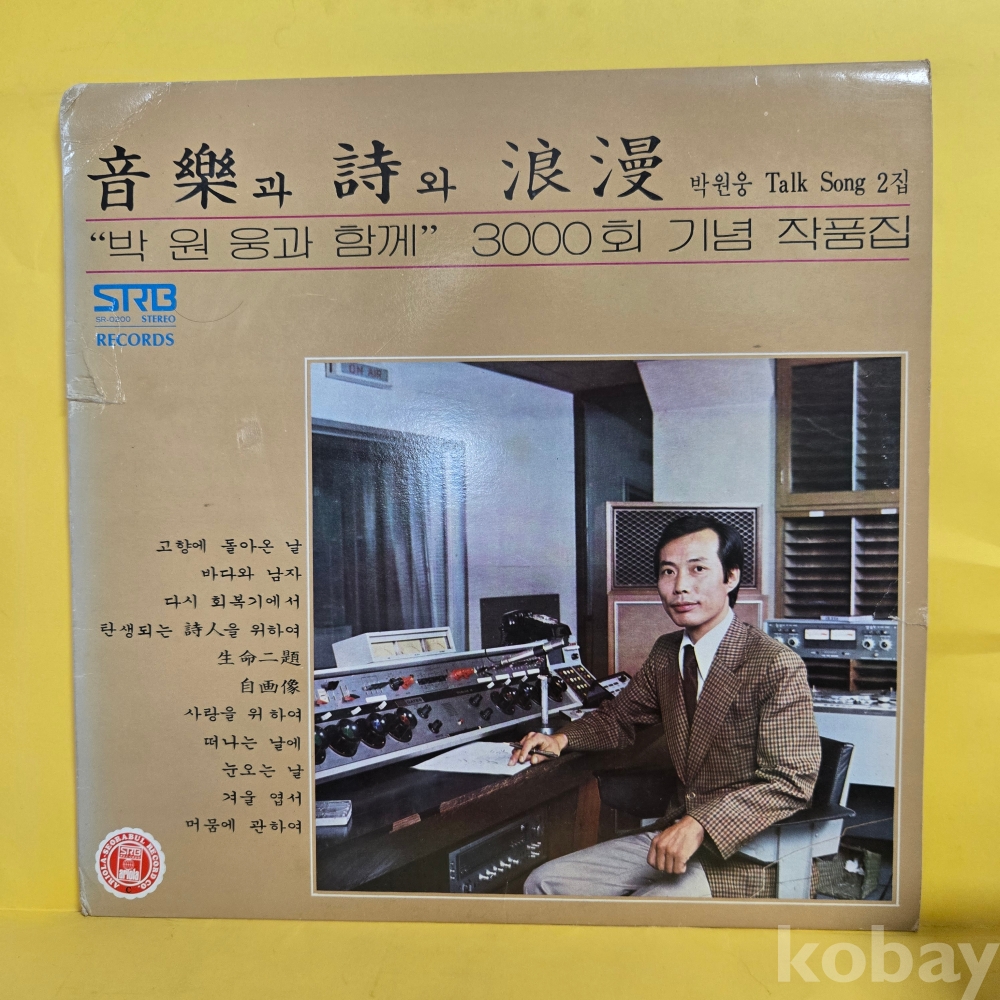 音樂과 詩와 浪漫 박원웅 Talk Song 2집
“박원웅과 함께” 3000회 기념 작품집
SRB
SR-0200 STEREO
RECORDS
ON AIR
고향에 돌아온 날
바다와 남자
다시 회복기에서
탄생되는 詩人을 위하여
生命二題
自画像
사랑을 위하여
떠나는 날에
눈오는 날
겨울 엽서
머뭄에 관하여
ARIOLA-SEORABUL RECORD CO.
SRB
kobay